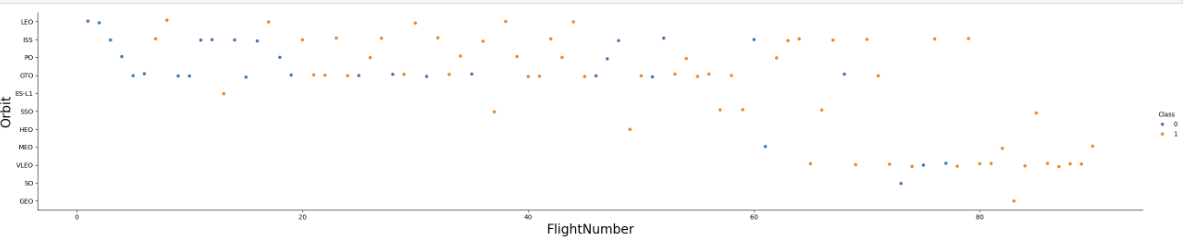 LEO
ISS
PO
GTO
ES-L1
SSO
HEO
MEO
VLEO
SO
GEO
Orbit
0 20 40 60 80
FlightNumber
Class
0
1